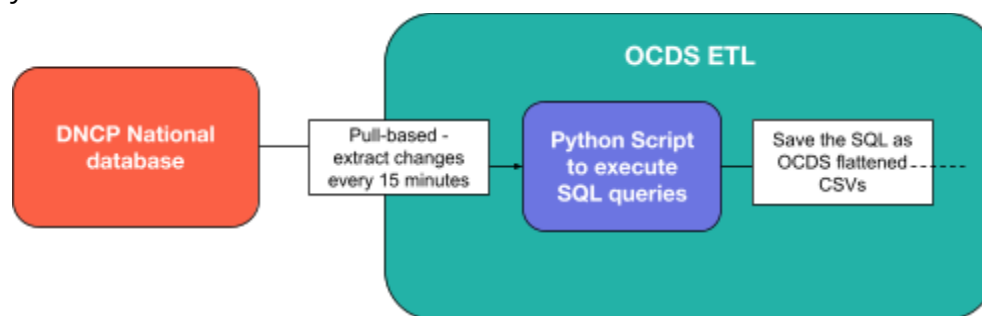 y
OCDS ETL
DNCP National
database
Pull-based -
extract changes
every 15 minutes
Python Script
to execute
SQL queries
Save the SQL as
OCDS flattened
CSVs